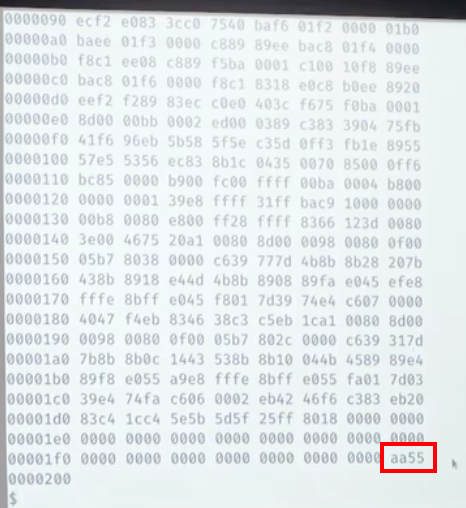 0000090 ecf2 e083 3cc0 7540 baf6 01f2 0000 01b0
00000a0 baee 01f3 0000 c889 89ee bac8 01f4 0000
00000b0 f8c1 ee08 c889 f5ba 0001 c100 10f8 89ee
00000c0 bac8 01f6 0000 f8c1 8318 e0c8 b0ee 8920
00000d0 eef2 f289 83ec c0e0 403c f675 f0ba 0001
00000e0 8d00 00bb 0002 ed00 0389 c383 3904 75fb
00000f0 41f6 96eb 5b58 5f5e c35d 0ff3 fb1e 8955
0000100 57e5 5356 ec83 8b1c 0435 0070 8500 0ff6
0000110 bc85 0000 b900 fc00 ffff 00ba 0004 b800
0000120 0000 0001 39e8 ffff 31ff bac9 1000 0000
0000130 00b8 0080 e800 ff28 ffff 8366 123d 0080
0000140 3e00 4675 20a1 0080 8d00 0098 0080 0f00
0000150 05b7 8038 0000 c639 777d 4b8b 8b28 207b
0000160 438b 8918 e44d 4b8b 8908 89fa e045 efe8
0000170 fffe 8bff e045 f801 7d39 74e4 c607 0000
0000180 4047 f4eb 8346 38c3 c5eb 1ca1 0080 8d00
0000190 0098 0080 0f00 05b7 802c 0000 c639 317d
00001a0 7b8b 8b0c 1443 538b 8b10 044b 4589 89e4
00001b0 89f8 e055 a9e8 fffe 8bff e055 fa01 7d03
00001c0 39e4 74fa c606 0002 eb42 46f6 c383 eb20
00001d0 83c4 1cc4 5e5b 5d5f 25ff 8018 0000 0000
00001e0 0000 0000 0000 0000 0000 0000 0000 0000
00001f0 0000 0000 0000 0000 0000 0000 0000 aa55
0000200
$